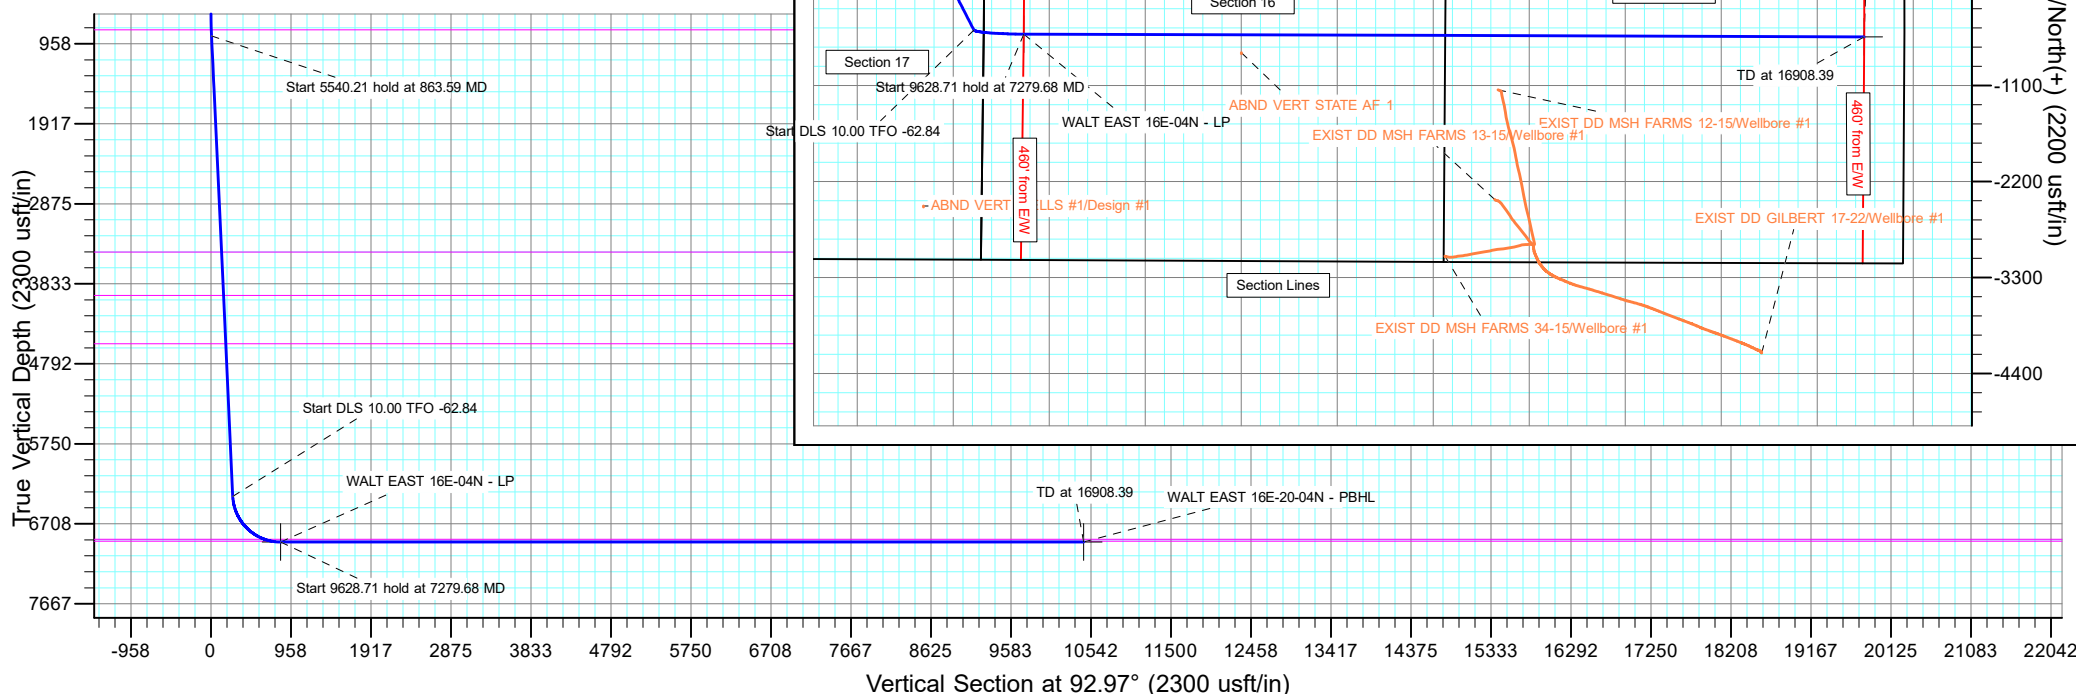 True Vertical Depth (2300 usft/in)
958
1917
2875
3833
4792
5750
6708
7667
Start 5540.21 hold at 863.59 MD
Start DLS 10.00 TFO -62.84
WALT EAST 16E-04N - LP
Start 9628.71 hold at 7279.68 MD
TD at 16908.39
WALT EAST 16E-20-04N - PBHL
-958
0
958
1917
2875
3833
4792
5750
6708
7667
8625
9583
10542
11500
12458
13417
14375
15333
16292
17250
18208
19167
20125
21083
22042
Vertical Section at 92.97° (2300 usft/in)
Section 16
Section 17
Start 9628.71 hold at 7279.68 MD
Start DLS 10.00 TFO -62.84
WALT EAST 16E-04N - LP
ABND VERT STATE AF 1
TD at 16908.39
EXIST DD MSH FARMS 12-15/Wellbore #1
EXIST DD MSH FARMS 13-15/Wellbore #1
460' from E/W
460' from E/W
ABND VERT LLS #1/Design #1
EXIST DD GILBERT 17-22/Wellbore #1
Section Lines
EXIST DD MSH FARMS 34-15/Wellbore #1
-1100
-2200
-3300
-4400
/North(+) (2200 usft/in)